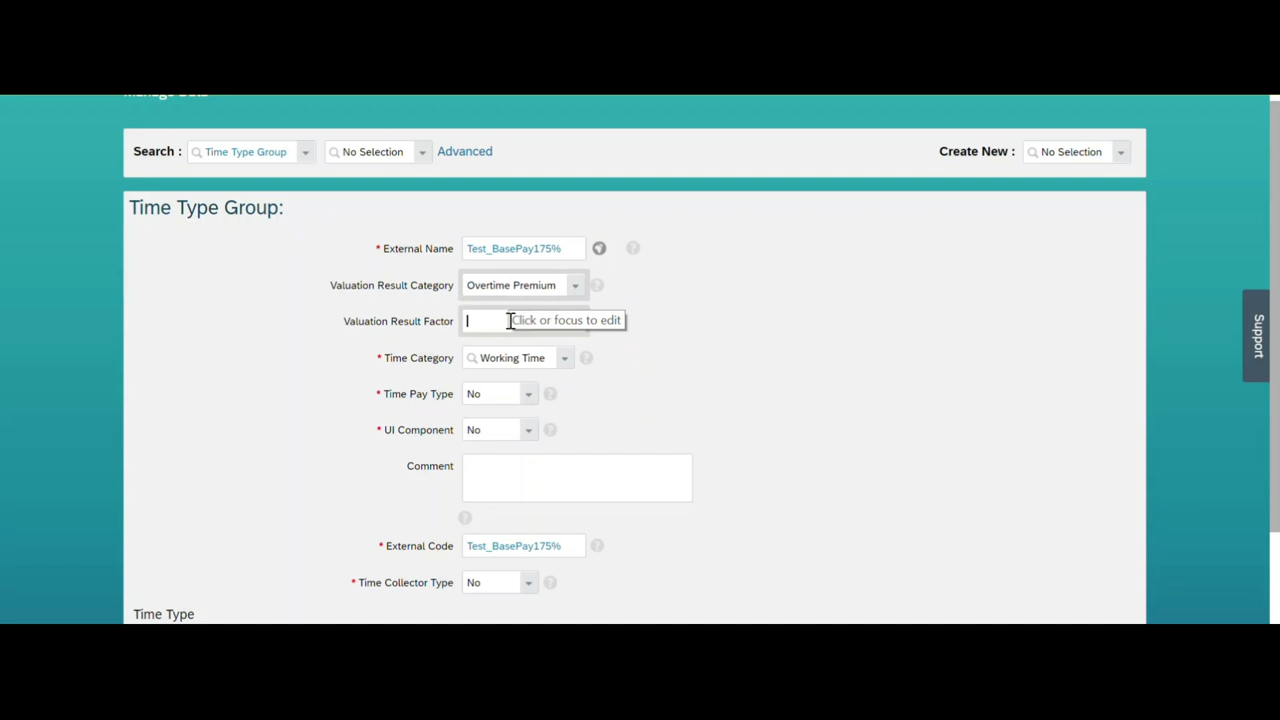 Manage Data
Search : Time Type Group No Selection Advanced Create New : No Selection
Time Type Group:
* External Name Test_BasePay175%
Valuation Result Category Overtime Premium
Valuation Result Factor Click or focus to edit
* Time Category Working Time
* Time Pay Type No
* UI Component No
Comment
* External Code Test_BasePay175%
* Time Collector Type No
Time Type
Support